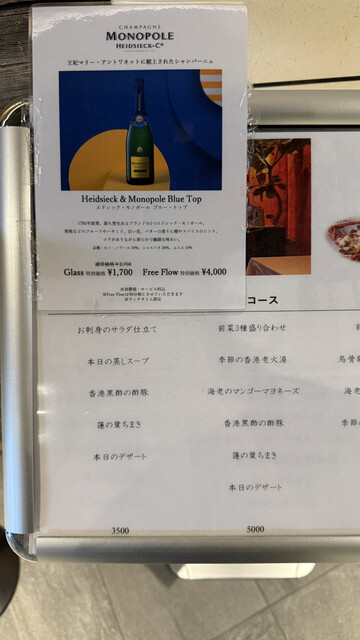 CHAMPAGNE
MONOPOLE
HEIDSIECK & Co
王妃マリー・アントワネットに献上されたシャンパーニュ
Heidsieck & Monopole Blue Top
エドシック・モノポール ブルー・トップ
Glass 特別価格 ¥1,700 Free Flow 特別価格 ¥4,000
コース
お刺身のサラダ仕立て
本日の蒸しスープ
香港黒酢の酢豚
蓮の葉ちまき
本日のデザート
3500
前菜3種盛り合わせ
季節の香港老火湯
海老のマンゴーマヨネーズ
香港黒酢の酢豚
蓮の葉ちまき
本日のデザート
5000
前
烏骨
海老
季節